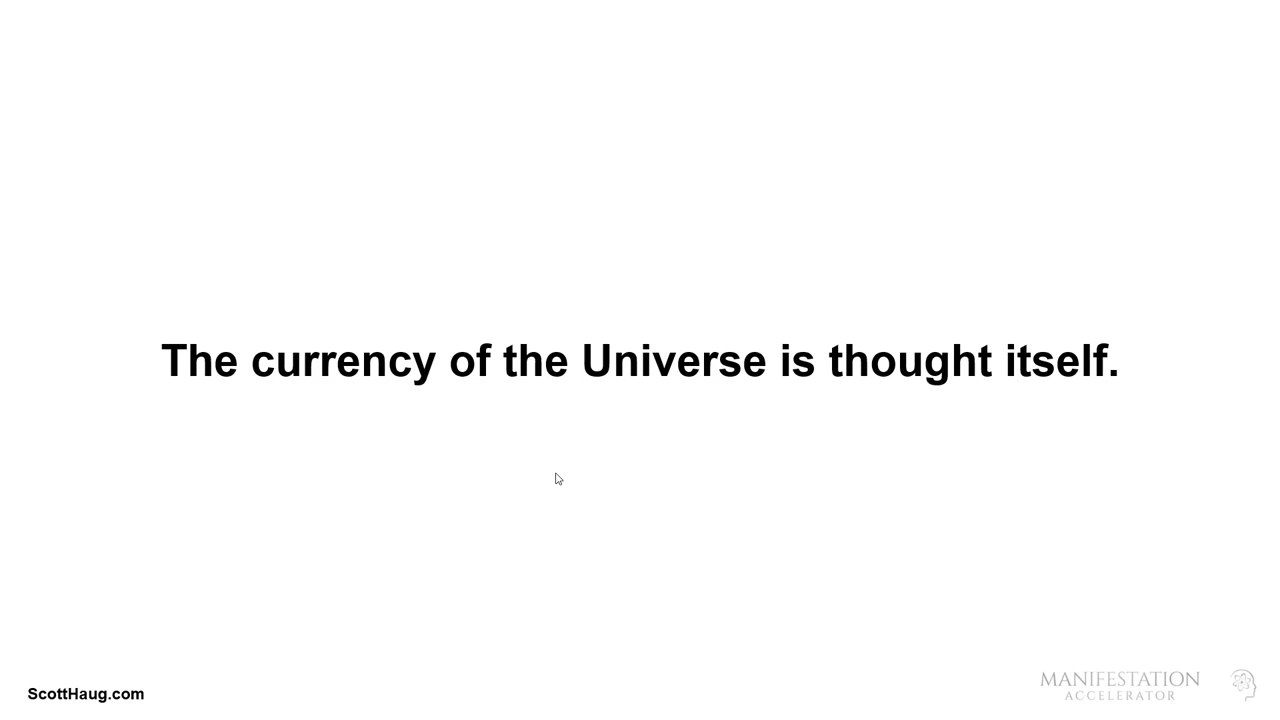 The currency of the Universe is thought itself.
ScottHaug.com
MANIFESTATION
ACCELERATOR